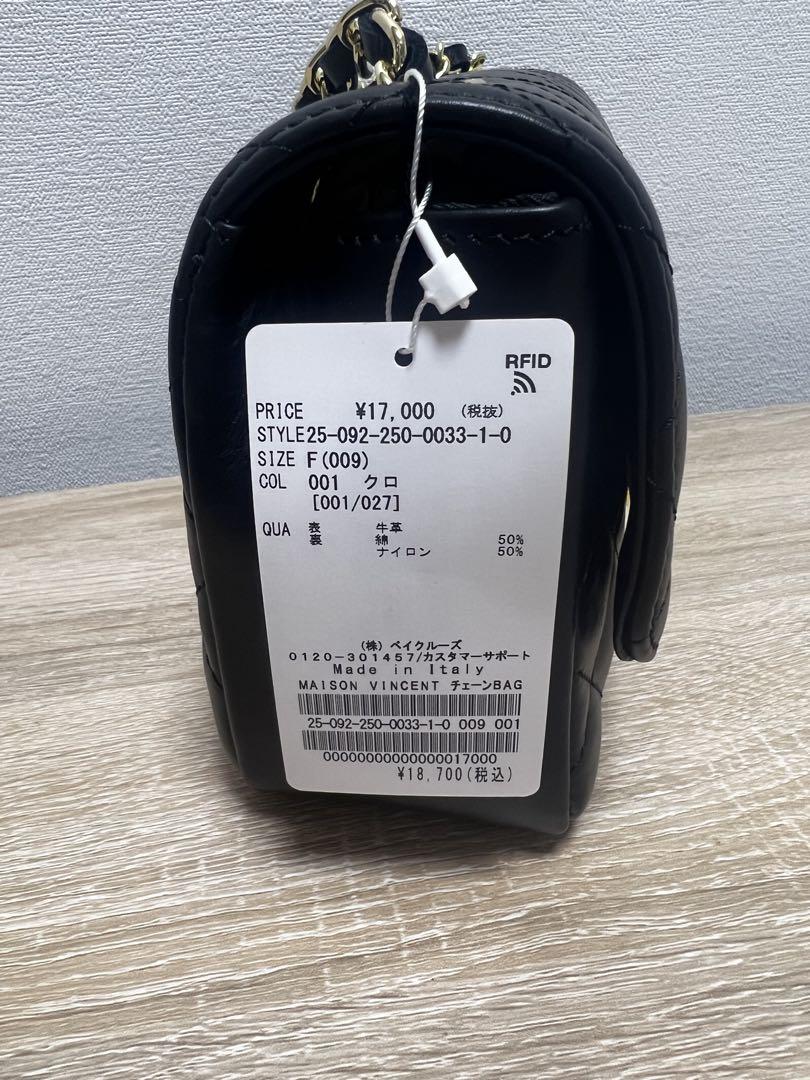 RFID
PRICE ¥17,000 (税抜)
STYLE25-092-250-0033-1-0
SIZE F(009)
COL 001 クロ
[001/027]
QUA 表 牛革
裏 綿 50%
ナイロン 50%
(株) ベイクルーズ
0120-301457/カスタマーサポート
Made in Italy
MAISON VINCENT チェーンBAG
25-092-250-0033-1-0 009 001
00000000000000017000
¥18,700(税込)